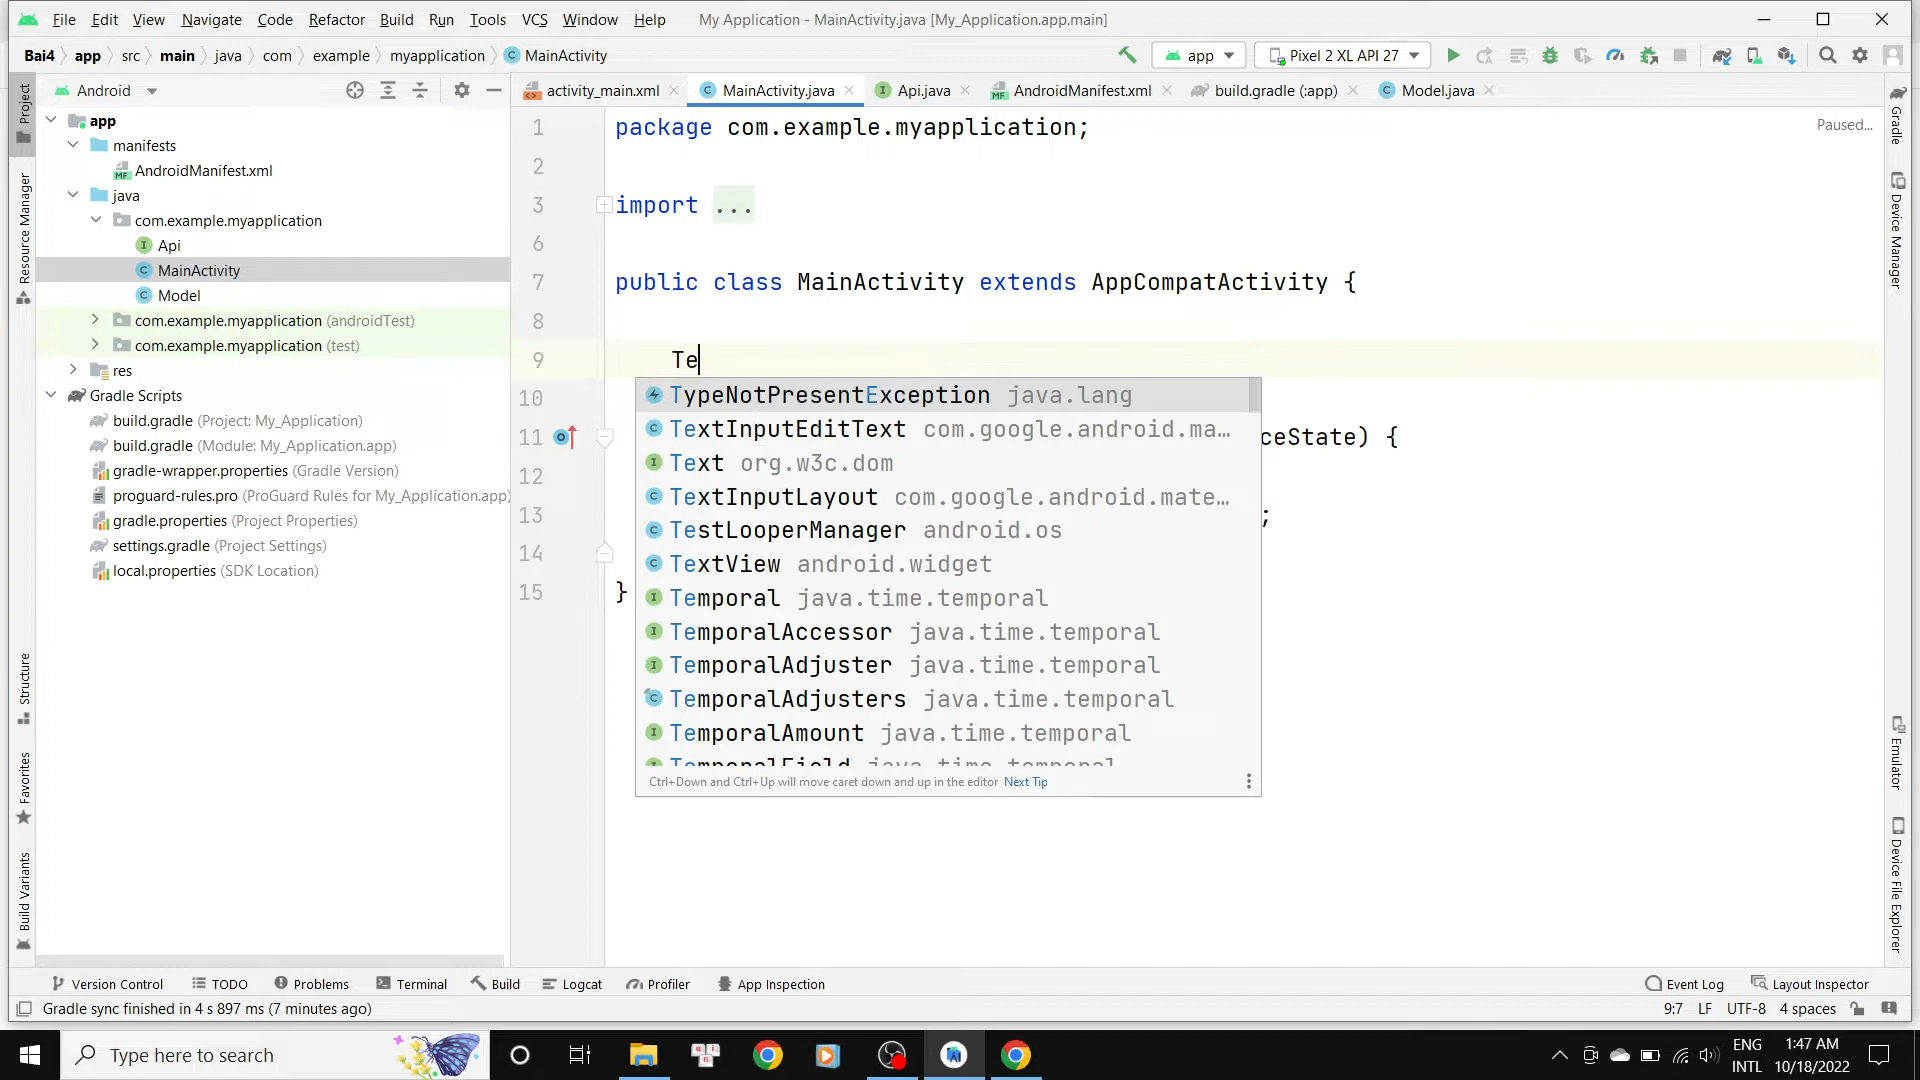 File Edit View Navigate Code Refactor Build Run Tools VCS Window Help My Application - MainActivity.java [My_Application.app.main]
Bai4 app src main java com example myapplication MainActivity app Pixel 2 XL API 27
Android
activity_main.xml MainActivity.java Api.java AndroidManifest.xml build.gradle (:app) Model.java
Project
Resource Manager
Structure
Favorites
Build Variants
app
manifests
AndroidManifest.xml
java
com.example.myapplication
Api
MainActivity
Model
com.example.myapplication (androidTest)
com.example.myapplication (test)
res
Gradle Scripts
build.gradle (Project: My_Application)
build.gradle (Module: My_Application.app)
gradle-wrapper.properties (Gradle Version)
proguard-rules.pro (ProGuard Rules for My_Application.app)
gradle.properties (Project Properties)
settings.gradle (Project Settings)
local.properties (SDK Location)
Paused...
1 package com.example.myapplication;
2
3 import ...
6
7 public class MainActivity extends AppCompatActivity {
8
9 Te
10
11 ceState) {
12
13 ;
14
15 }
TypeNotPresentException java.lang
TextInputEditText com.google.android.ma...
Text org.w3c.dom
TextInputLayout com.google.android.mate...
TestLooperManager android.os
TextView android.widget
Temporal java.time.temporal
TemporalAccessor java.time.temporal
TemporalAdjuster java.time.temporal
TemporalAdjusters java.time.temporal
TemporalAmount java.time.temporal
TemporalField java.time.temporal
Ctrl+Down and Ctrl+Up will move caret down and up in the editor Next Tip
Gradle
Device Manager
Emulator
Device File Explorer
Version Control TODO Problems Terminal Build Logcat Profiler App Inspection Event Log Layout Inspector
Gradle sync finished in 4 s 897 ms (7 minutes ago) 9:7 LF UTF-8 4 spaces
Type here to search
ENG
INTL
1:47 AM
10/18/2022